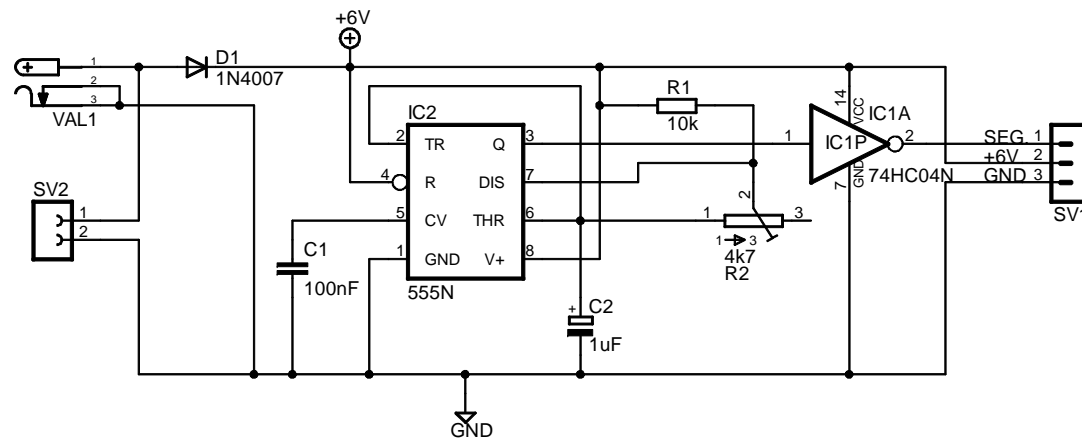 +6V
D1
1N4007
1
2
3
VAL1
SV2
1
2
IC2
2 TR Q 3
4 R DIS 7
5 CV THR 6
1 GND V+ 8
555N
C1
100nF
R1
10k
1 2 3
1 3
4k7
R2
+
C2
1uF
14
VCC
IC1A
1 IC1P 2
GND
7
74HC04N
SEG. 1
+6V 2
GND 3
SV1
GND